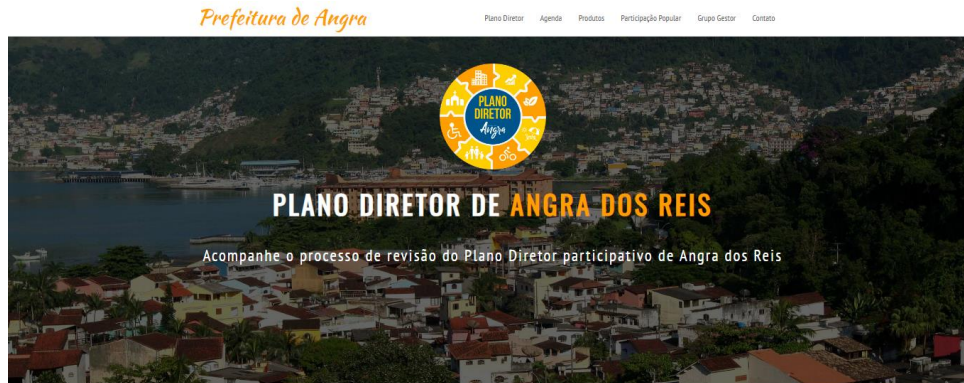 Prefeitura de Angra
Plano Diretor Agenda Produtos Participação Popular Grupo Gestor Contato
PLANO
DIRETOR
Angra
PLANO DIRETOR DE ANGRA DOS REIS
Acompanhe o processo de revisão do Plano Diretor participativo de Angra dos Reis